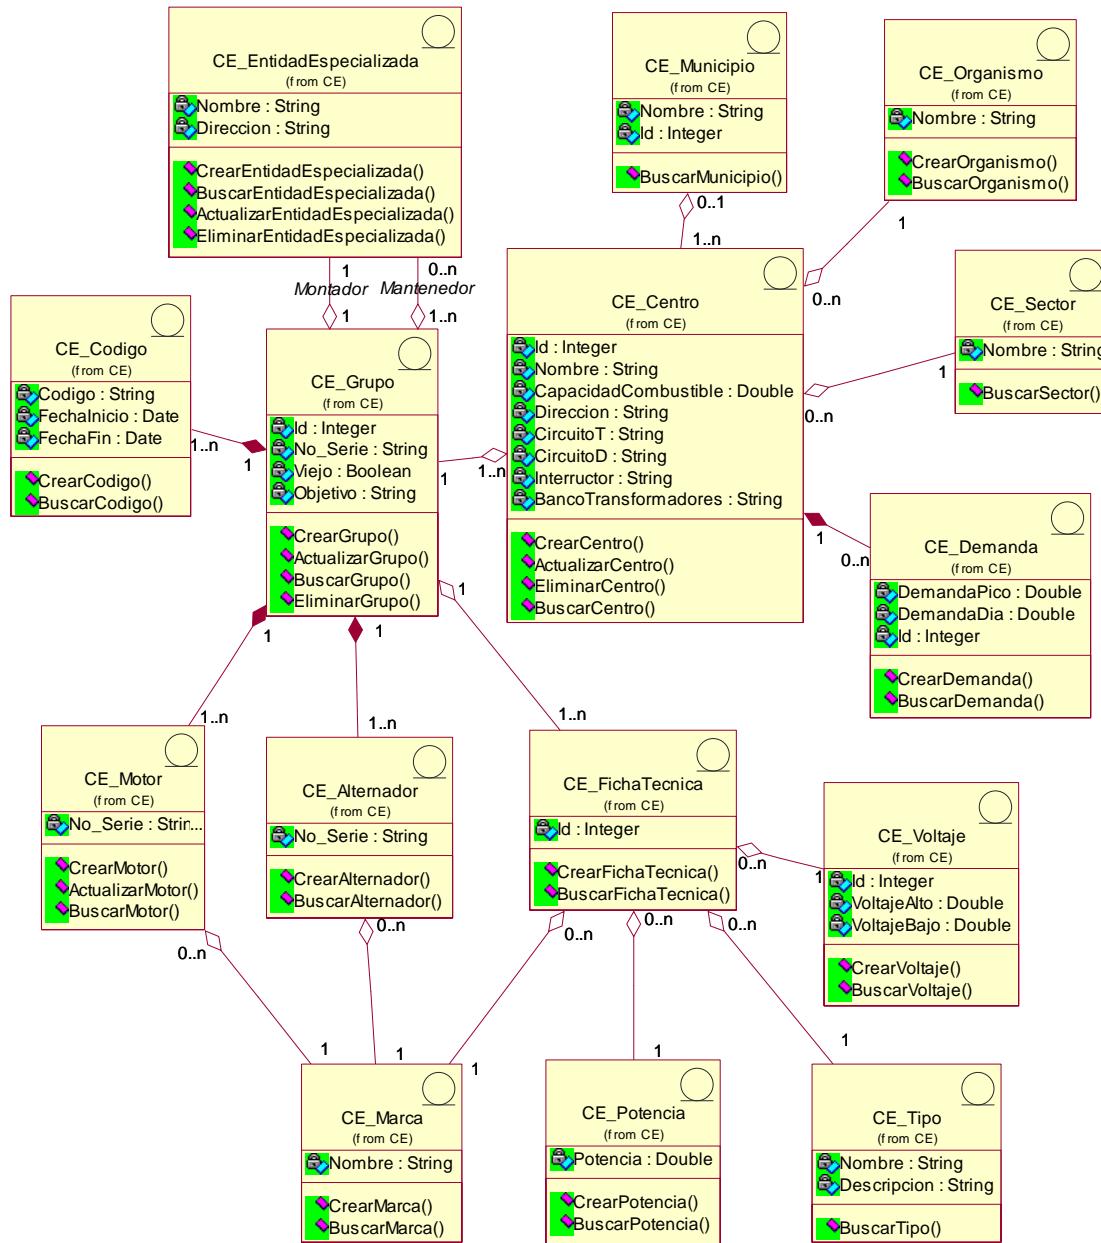 CE_EntidadEspecializada
(from CE)
Nombre : String
Direccion : String
CrearEntidadEspecializada()
BuscarEntidadEspecializada()
ActualizarEntidadEspecializada()
EliminarEntidadEspecializada()
CE_Municipio
(from CE)
Nombre : String
Id : Integer
BuscarMunicipio()
CE_Organismo
(from CE)
Nombre : String
CrearOrganismo()
BuscarOrganismo()
0..1
1..n
1
0..n
1
Montador
1
0..n
Mantenedor
1..n
CE_Centro
(from CE)
Id : Integer
Nombre : String
CapacidadCombustible : Double
Direccion : String
CircuitoT : String
CircuitoD : String
Interructor : String
BancoTransformadores : String
CrearCentro()
ActualizarCentro()
EliminarCentro()
BuscarCentro()
CE_Sector
(from CE)
Nombre : String
BuscarSector()
1
0..n
CE_Codigo
(from CE)
Codigo : String
FechaInicio : Date
FechaFin : Date
CrearCodigo()
BuscarCodigo()
1..n
1
CE_Grupo
(from CE)
Id : Integer
No_Serie : String
Viejo : Boolean
Objetivo : String
CrearGrupo()
ActualizarGrupo()
BuscarGrupo()
EliminarGrupo()
1
1..n
1
0..n
CE_Demanda
(from CE)
DemandaPico : Double
DemandaDia : Double
Id : Integer
CrearDemanda()
BuscarDemanda()
1
1
1
1..n
1..n
1..n
CE_Motor
(from CE)
No_Serie : Strin...
CrearMotor()
ActualizarMotor()
BuscarMotor()
CE_Alternador
(from CE)
No_Serie : String
CrearAlternador()
BuscarAlternador()
CE_FichaTecnica
(from CE)
Id : Integer
CrearFichaTecnica()
BuscarFichaTecnica()
CE_Voltaje
(from CE)
Id : Integer
VoltajeAlto : Double
VoltajeBajo : Double
CrearVoltaje()
BuscarVoltaje()
0..n
1
0..n
0..n
0..n
0..n
0..n
1
1
1
1
1
CE_Marca
(from CE)
Nombre : String
CrearMarca()
BuscarMarca()
CE_Potencia
(from CE)
Potencia : Double
CrearPotencia()
BuscarPotencia()
CE_Tipo
(from CE)
Nombre : String
Descripcion : String
BuscarTipo()